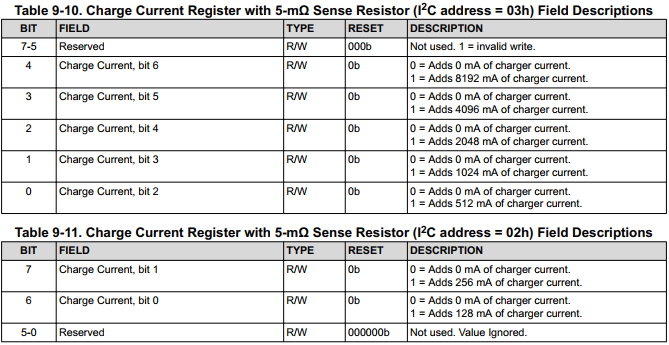 Table 9-10. Charge Current Register with 5-mΩ Sense Resistor (I2C address = 03h) Field Descriptions
BIT FIELD TYPE RESET DESCRIPTION
7-5 Reserved R/W 000b Not used. 1 = invalid write.
4 Charge Current, bit 6 R/W 0b 0 = Adds 0 mA of charger current.
1 = Adds 8192 mA of charger current.
3 Charge Current, bit 5 R/W 0b 0 = Adds 0 mA of charger current.
1 = Adds 4096 mA of charger current.
2 Charge Current, bit 4 R/W 0b 0 = Adds 0 mA of charger current.
1 = Adds 2048 mA of charger current.
1 Charge Current, bit 3 R/W 0b 0 = Adds 0 mA of charger current.
1 = Adds 1024 mA of charger current.
0 Charge Current, bit 2 R/W 0b 0 = Adds 0 mA of charger current.
1 = Adds 512 mA of charger current.
Table 9-11. Charge Current Register with 5-mΩ Sense Resistor (I2C address = 02h) Field Descriptions
BIT FIELD TYPE RESET DESCRIPTION
7 Charge Current, bit 1 R/W 0b 0 = Adds 0 mA of charger current.
1 = Adds 256 mA of charger current.
6 Charge Current, bit 0 R/W 0b 0 = Adds 0 mA of charger current.
1 = Adds 128 mA of charger current.
5-0 Reserved R/W 000000b Not used. Value Ignored.